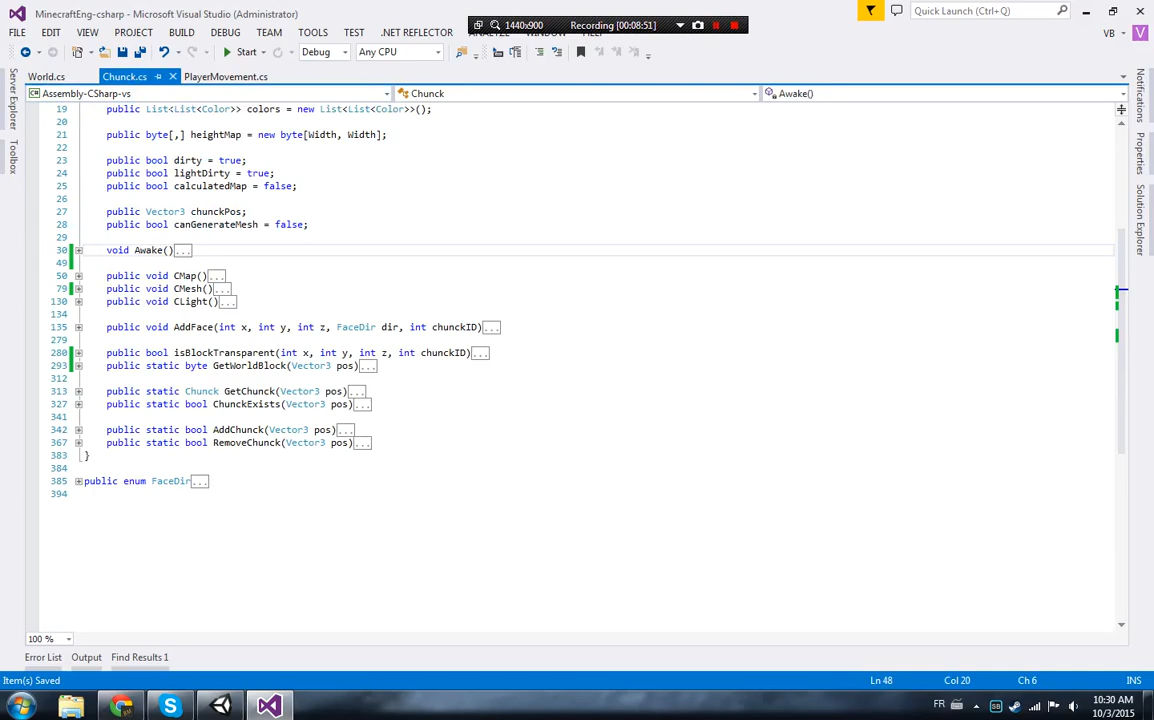 MinecraftEng-csharp - Microsoft Visual Studio (Administrator)
1440x900 Recording [00:08:51]
Quick Launch (Ctrl+Q)
FILE EDIT VIEW PROJECT BUILD DEBUG TEAM TOOLS TEST .NET REFLECTOR ANALYZE WINDOW HELP VB V
Start Debug Any CPU
World.cs Chunck.cs PlayerMovement.cs
Assembly-CSharp-vs Chunck Awake()
Server Explorer
Toolbox
Notifications
Properties
Solution Explorer
19 public List<List<Color>> colors = new List<List<Color>>();
20
21 public byte[,] heightMap = new byte[Width, Width];
22
23 public bool dirty = true;
24 public bool lightDirty = true;
25 public bool calculatedMap = false;
26
27 public Vector3 chunckPos;
28 public bool canGenerateMesh = false;
29
30 void Awake()...
49
50 public void CMap()...
79 public void CMesh()...
130 public void CLight()...
134
135 public void AddFace(int x, int y, int z, FaceDir dir, int chunckID)...
279
280 public bool isBlockTransparent(int x, int y, int z, int chunckID)...
293 public static byte GetWorldBlock(Vector3 pos)...
312
313 public static Chunck GetChunck(Vector3 pos)...
327 public static bool ChunckExists(Vector3 pos)...
341
342 public static bool AddChunck(Vector3 pos)...
367 public static bool RemoveChunck(Vector3 pos)...
383 }
384
385 public enum FaceDir...
394
100 %
Error List Output Find Results 1
Item(s) Saved Ln 48 Col 20 Ch 6 INS
FR SB 10:30 AM
10/3/2015